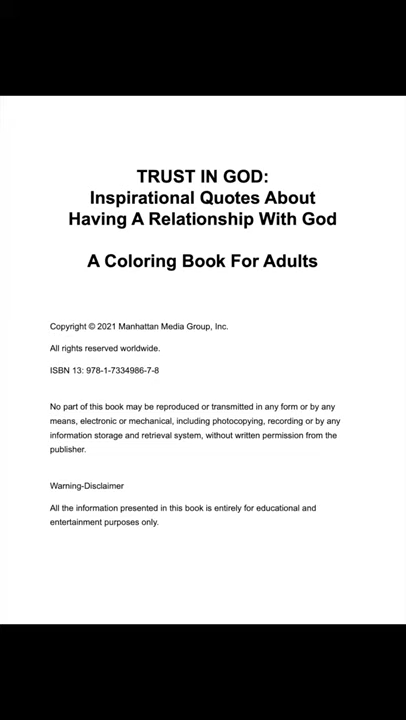 TRUST IN GOD:
Inspirational Quotes About
Having A Relationship With God
A Coloring Book For Adults
Copyright © 2021 Manhattan Media Group, Inc.
All rights reserved worldwide.
ISBN 13: 978-1-7334986-7-8
No part of this book may be reproduced or transmitted in any form or by any
means, electronic or mechanical, including photocopying, recording or by any
information storage and retrieval system, without written permission from the
publisher.
Warning-Disclaimer
All the information presented in this book is entirely for educational and
entertainment purposes only.